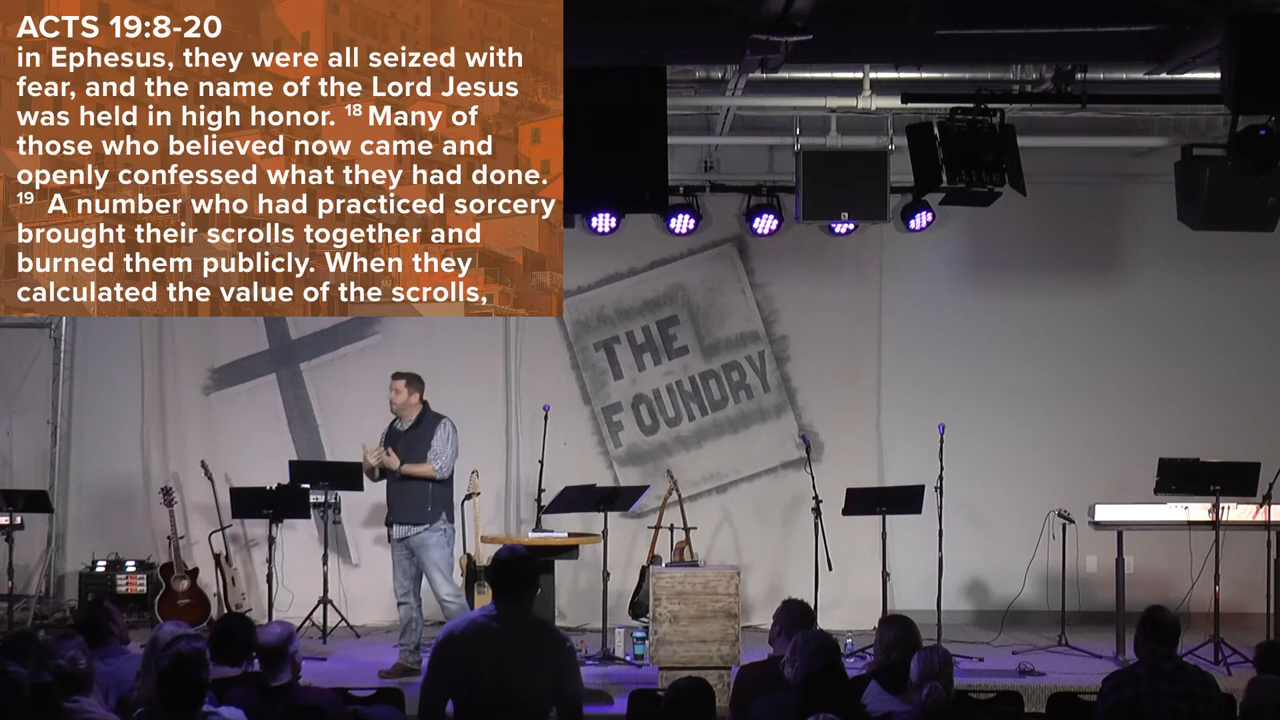 ACTS 19:8-20
in Ephesus, they were all seized with
fear, and the name of the Lord Jesus
was held in high honor. 18 Many of
those who believed now came and
openly confessed what they had done.
19 A number who had practiced sorcery
brought their scrolls together and
burned them publicly. When they
calculated the value of the scrolls,
THE
FOUNDRY